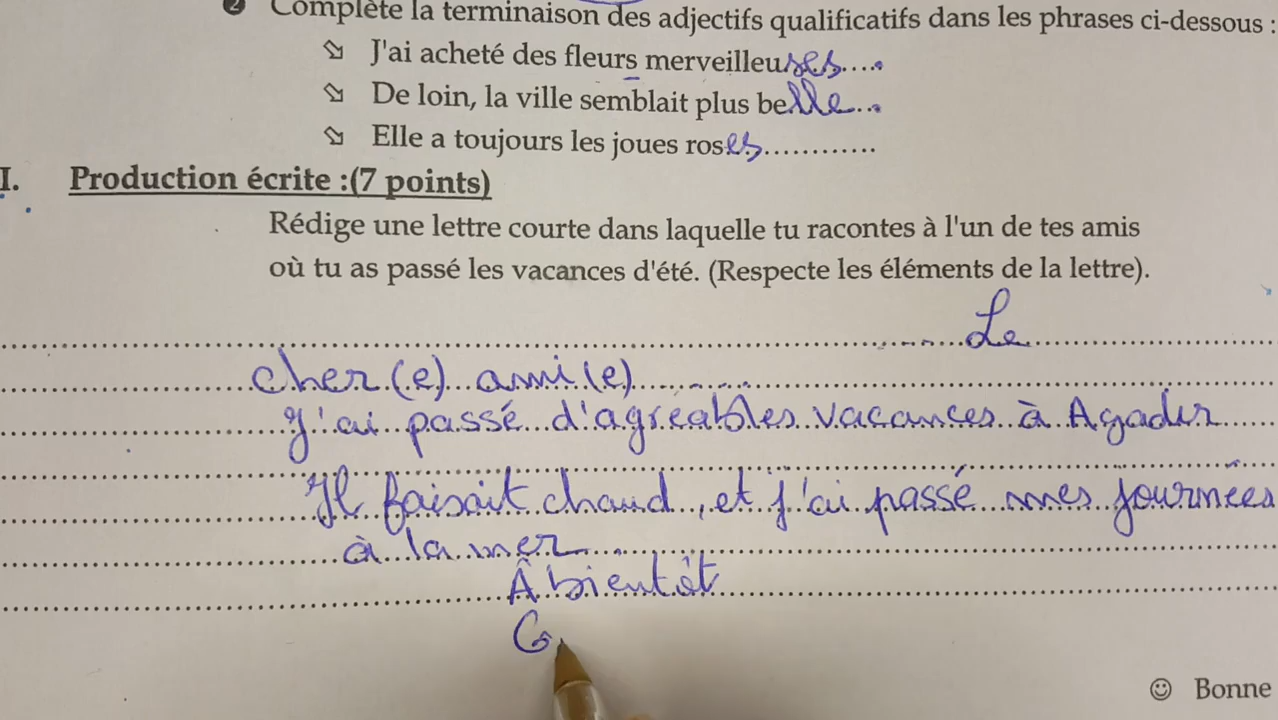 ❷ Complète la terminaison des adjectifs qualificatifs dans les phrases ci-dessous :
J'ai acheté des fleurs merveilleuses....
De loin, la ville semblait plus belle...
Elle a toujours les joues roses............
I. Production écrite :(7 points)
Rédige une lettre courte dans laquelle tu racontes à l'un de tes amis
où tu as passé les vacances d'été. (Respecte les éléments de la lettre).
Le
cher(e) ami(e)
J'ai passé d'agréables vacances à Agadir
Il faisait chaud, et j'ai passé mes journées
à la mer
À bientôt
☺ Bonne